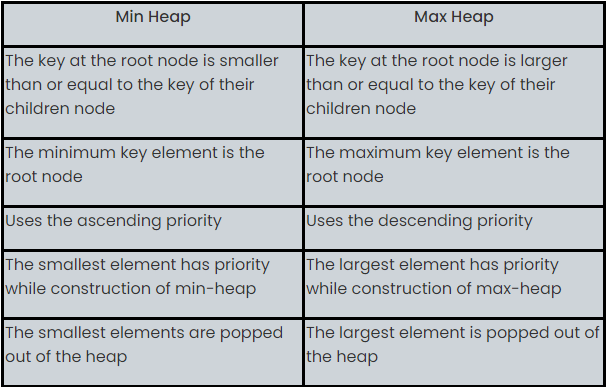 Min Heap
Max Heap
The key at the root node is smaller
than or equal to the key of their
children node
The key at the root node is larger
than or equal to the key of their
children node
The minimum key element is the
root node
The maximum key element is the
root node
Uses the ascending priority
Uses the descending priority
The smallest element has priority
while construction of min-heap
The largest element has priority
while construction of max-heap
The smallest elements are popped
out of the heap
The largest element is popped out of
the heap